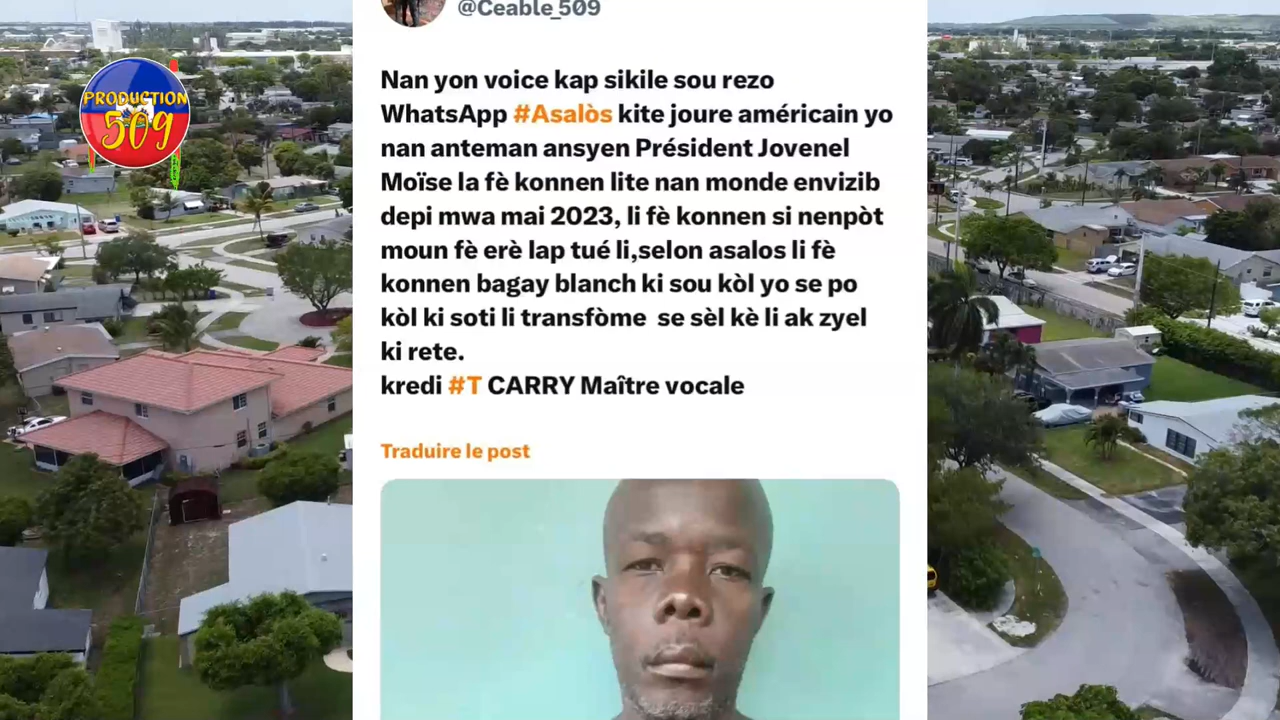 @Ceable_509
PRODUCTION
509
Nan yon voice kap sikile sou rezo
WhatsApp #Asalòs kite joure américain yo
nan anteman ansyen Président Jovenel
Moïse la fè konnen lite nan monde envizib
depi mwa mai 2023, li fè konnen si nenpòt
moun fè erè lap tué li,selon asalos li fè
konnen bagay blanch ki sou kòl yo se po
kòl ki soti li transfòme  se sèl kè li ak zyel
ki rete.
kredi #T CARRY Maître vocale
Traduire le post